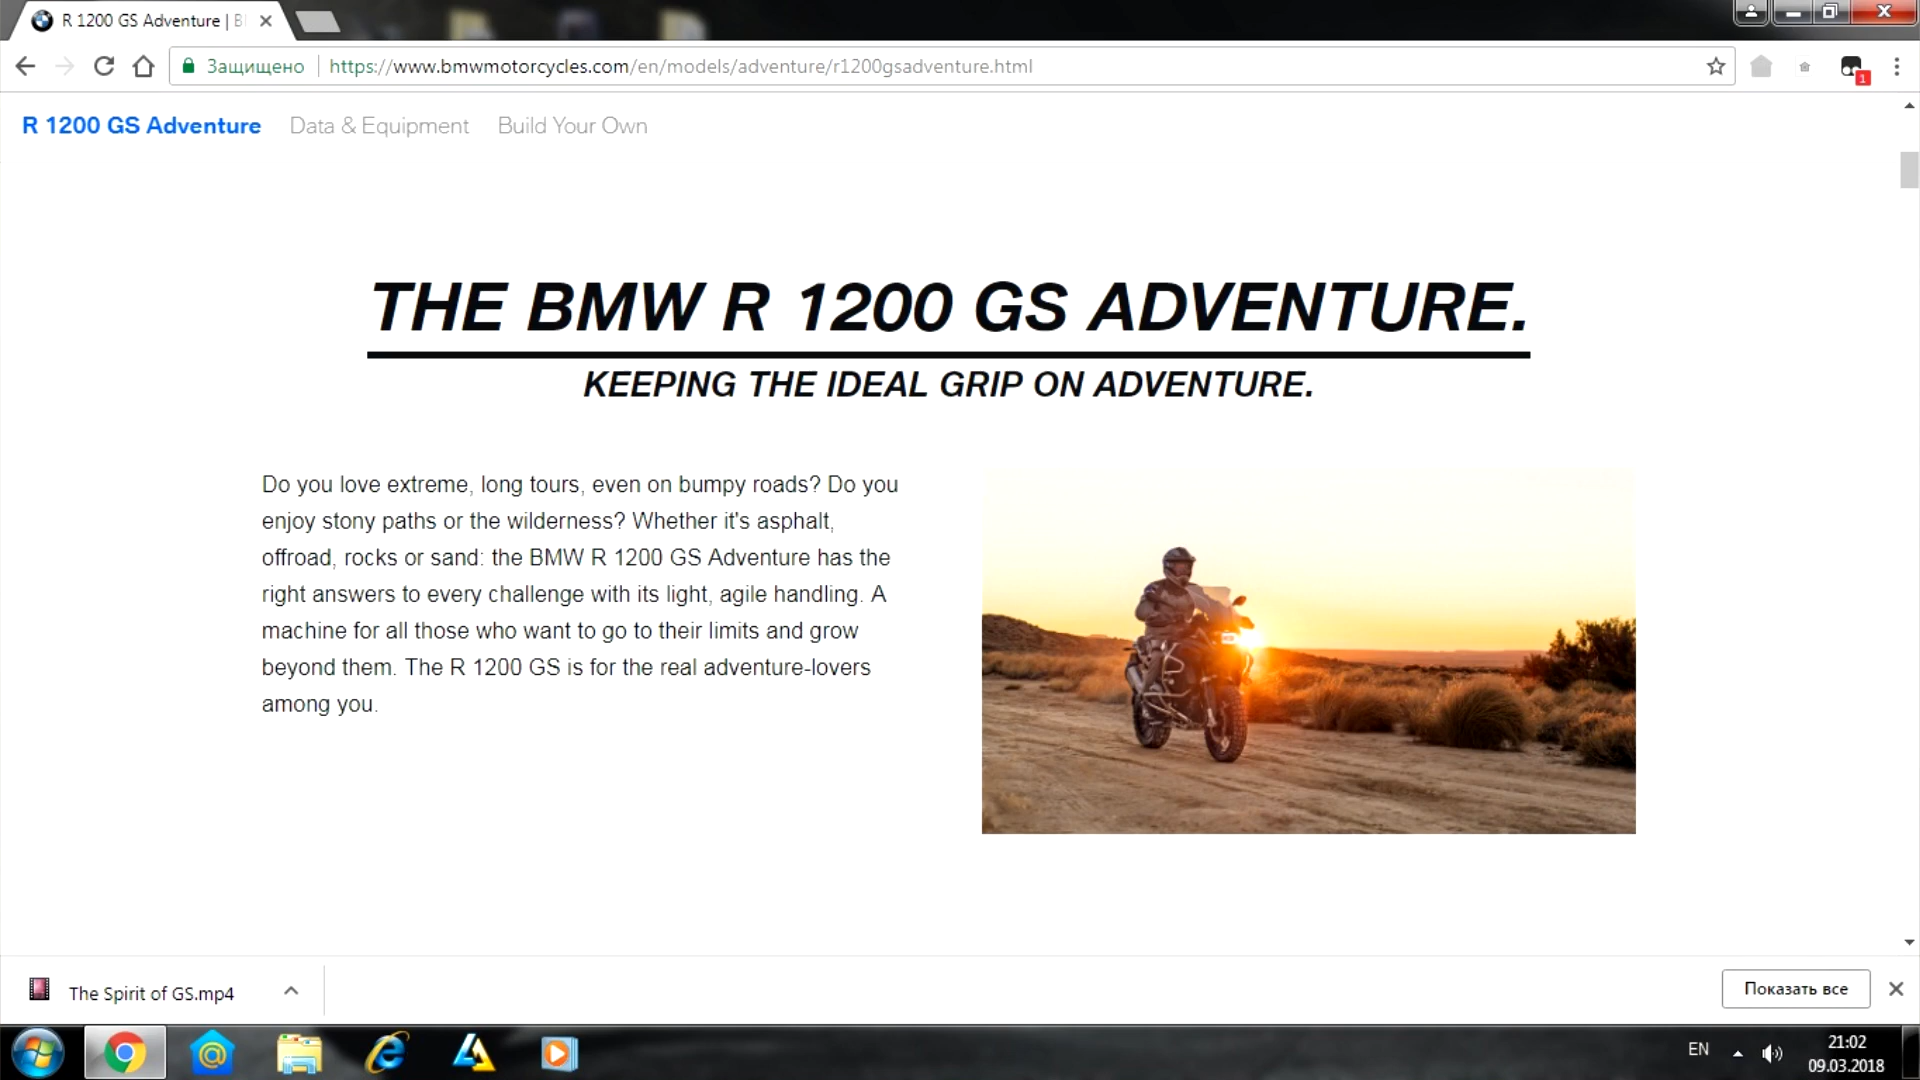 R 1200 GS Adventure |
Защищено
https://www.bmwmotorcycles.com/en/models/adventure/r1200gsadventure.html
1
R 1200 GS Adventure Data & Equipment Build Your Own
THE BMW R 1200 GS ADVENTURE.
KEEPING THE IDEAL GRIP ON ADVENTURE.
Do you love extreme, long tours, even on bumpy roads? Do you
enjoy stony paths or the wilderness? Whether it's asphalt,
offroad, rocks or sand: the BMW R 1200 GS Adventure has the
right answers to every challenge with its light, agile handling. A
machine for all those who want to go to their limits and grow
beyond them. The R 1200 GS is for the real adventure-lovers
among you.
The Spirit of GS.mp4
Показать все
EN
21:02
09.03.2018